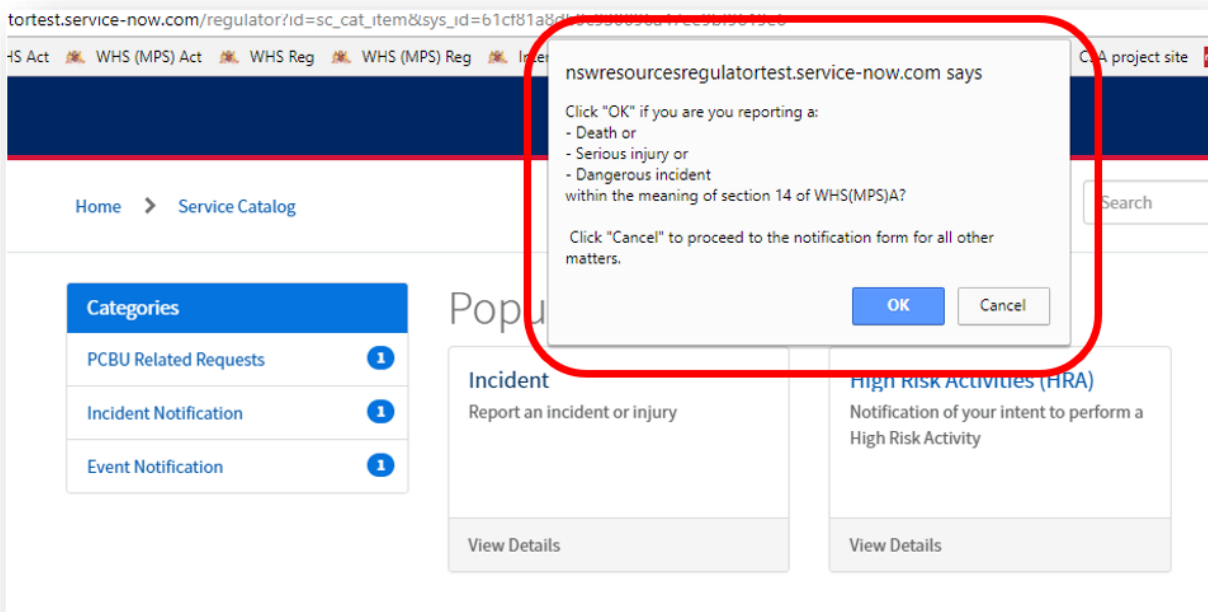 tortest.service-now.com/regulator?id=sc_cat_item&sys_id=
HS Act WHS (MPS) Act WHS Reg WHS (MPS) Reg
project site
nswresourcesregulatortest.service-now.com says
Click "OK" if you are you reporting a:
- Death or
- Serious injury or
- Dangerous incident
within the meaning of section 14 of WHS(MPS)A?
Click "Cancel" to proceed to the notification form for all other
matters.
OK Cancel
Home > Service Catalog
Search
Categories
PCBU Related Requests 1
Incident Notification 1
Event Notification 1
Popu
Incident
Report an incident or injury
View Details
High Risk Activities (HRA)
Notification of your intent to perform a
High Risk Activity
View Details